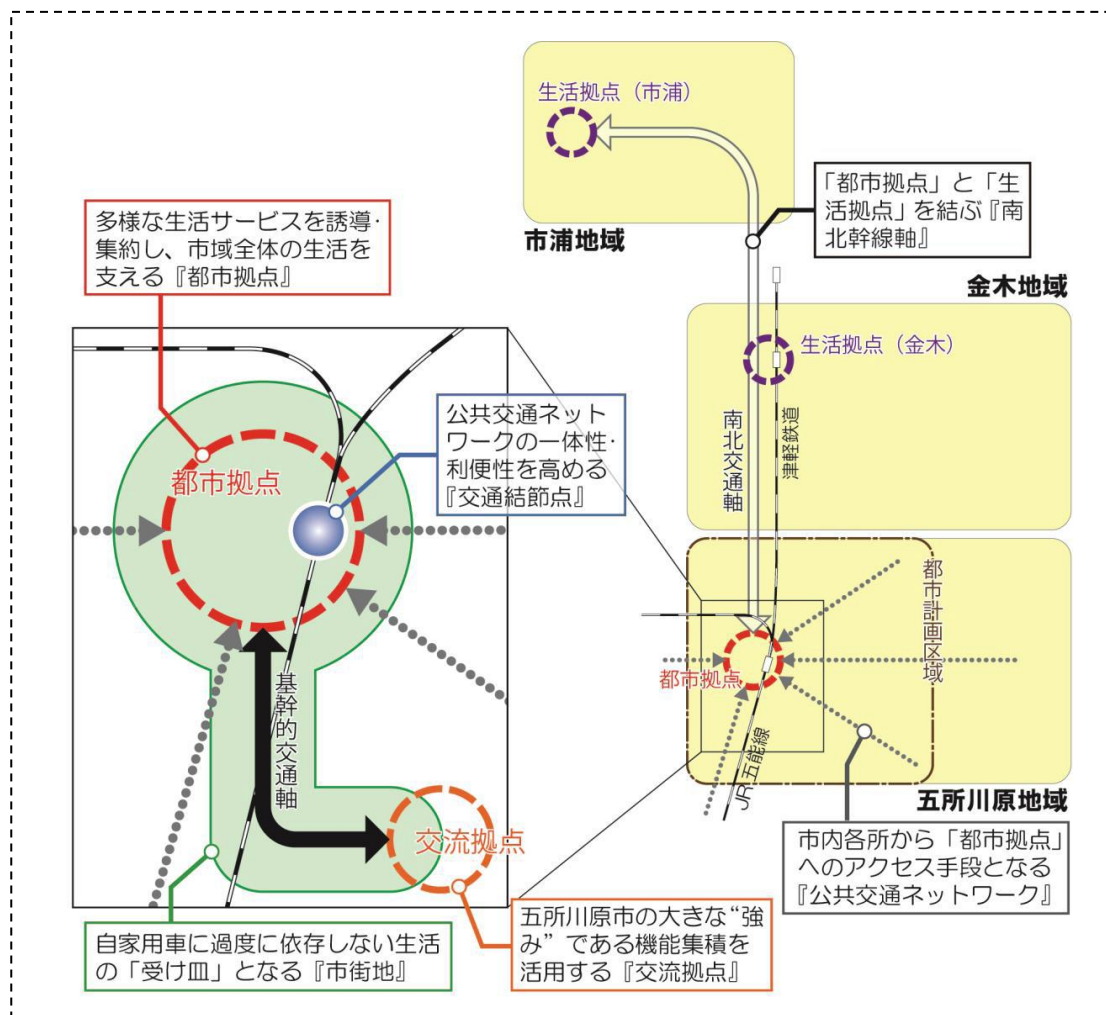 生活拠点（市浦）
市浦地域
「都市拠点」と「生
活拠点」を結ぶ『南
北幹線軸』
多様な生活サービスを誘導・
集約し、市域全体の生活を
支える『都市拠点』
金木地域
生活拠点（金木）
南北交通軸
津軽鉄道
公共交通ネット
ワークの一体性・
利便性を高める
『交通結節点』
都市拠点
基幹的交通軸
交流拠点
都市計画区域
都市拠点
JR五能線
五所川原地域
市内各所から「都市拠点」
へのアクセス手段となる
『公共交通ネットワーク』
自家用車に過度に依存しない生活
の「受け皿」となる『市街地』
五所川原市の大きな“強
み”である機能集積を
活用する『交流拠点』